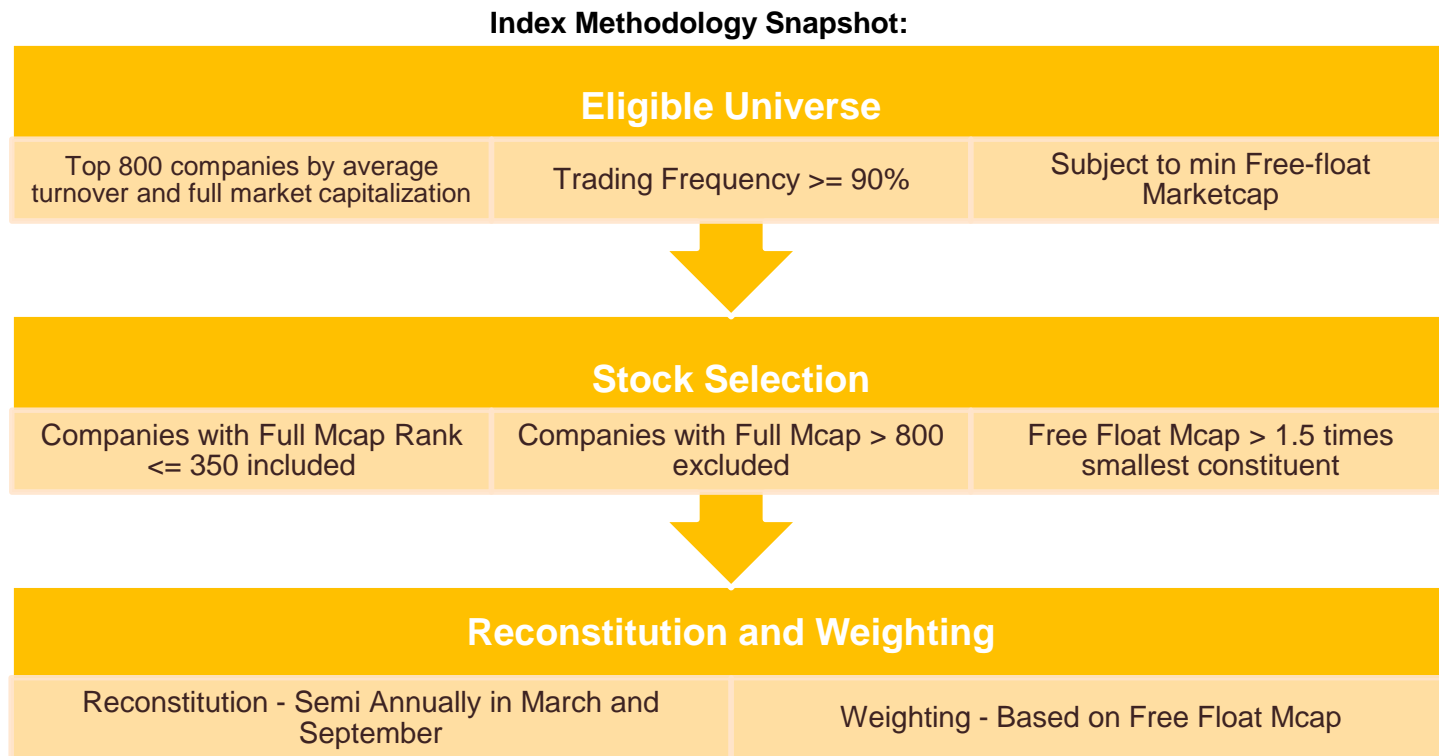 Index Methodology Snapshot:
Eligible Universe
Top 800 companies by average
turnover and full market capitalization
Trading Frequency >= 90%
Subject to min Free-float
Marketcap
Stock Selection
Companies with Full Mcap Rank
<= 350 included
Companies with Full Mcap > 800
excluded
Free Float Mcap > 1.5 times
smallest constituent
Reconstitution and Weighting
Reconstitution - Semi Annually in March and
September
Weighting - Based on Free Float Mcap